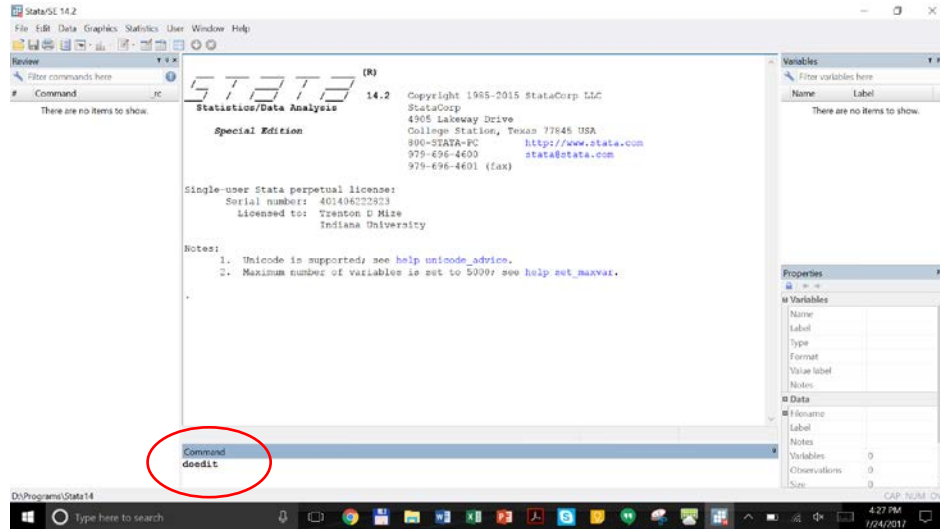 Stata/SE 14.2
File Edit Data Graphics Statistics User Window Help
Review
Filter commands here
# Command _rc
There are no items to show.
(R)
STATA
14.2 Copyright 1985-2015 StataCorp LLC
Statistics/Data Analysis StataCorp
4905 Lakeway Drive
Special Edition College Station, Texas 77845 USA
800-STATA-PC http://www.stata.com
979-696-4600 stata@stata.com
979-696-4601 (fax)
Single-user Stata perpetual license:
Serial number: 401406222823
Licensed to: Trenton D Mize
Indiana University
Notes:
1. Unicode is supported; see help unicode_advice.
2. Maximum number of variables is set to 5000; see help set_maxvar.
.
Command
doedit
Variables
Filter variables here
Name Label
There are no items to show.
Properties
Variables
Name
Label
Type
Format
Value label
Notes
Data
Filename
Label
Notes
Variables 0
Observations 0
Size 0
D:\Programs\Stata14
CAP NUM
Type here to search
4:27 PM
7/24/2017